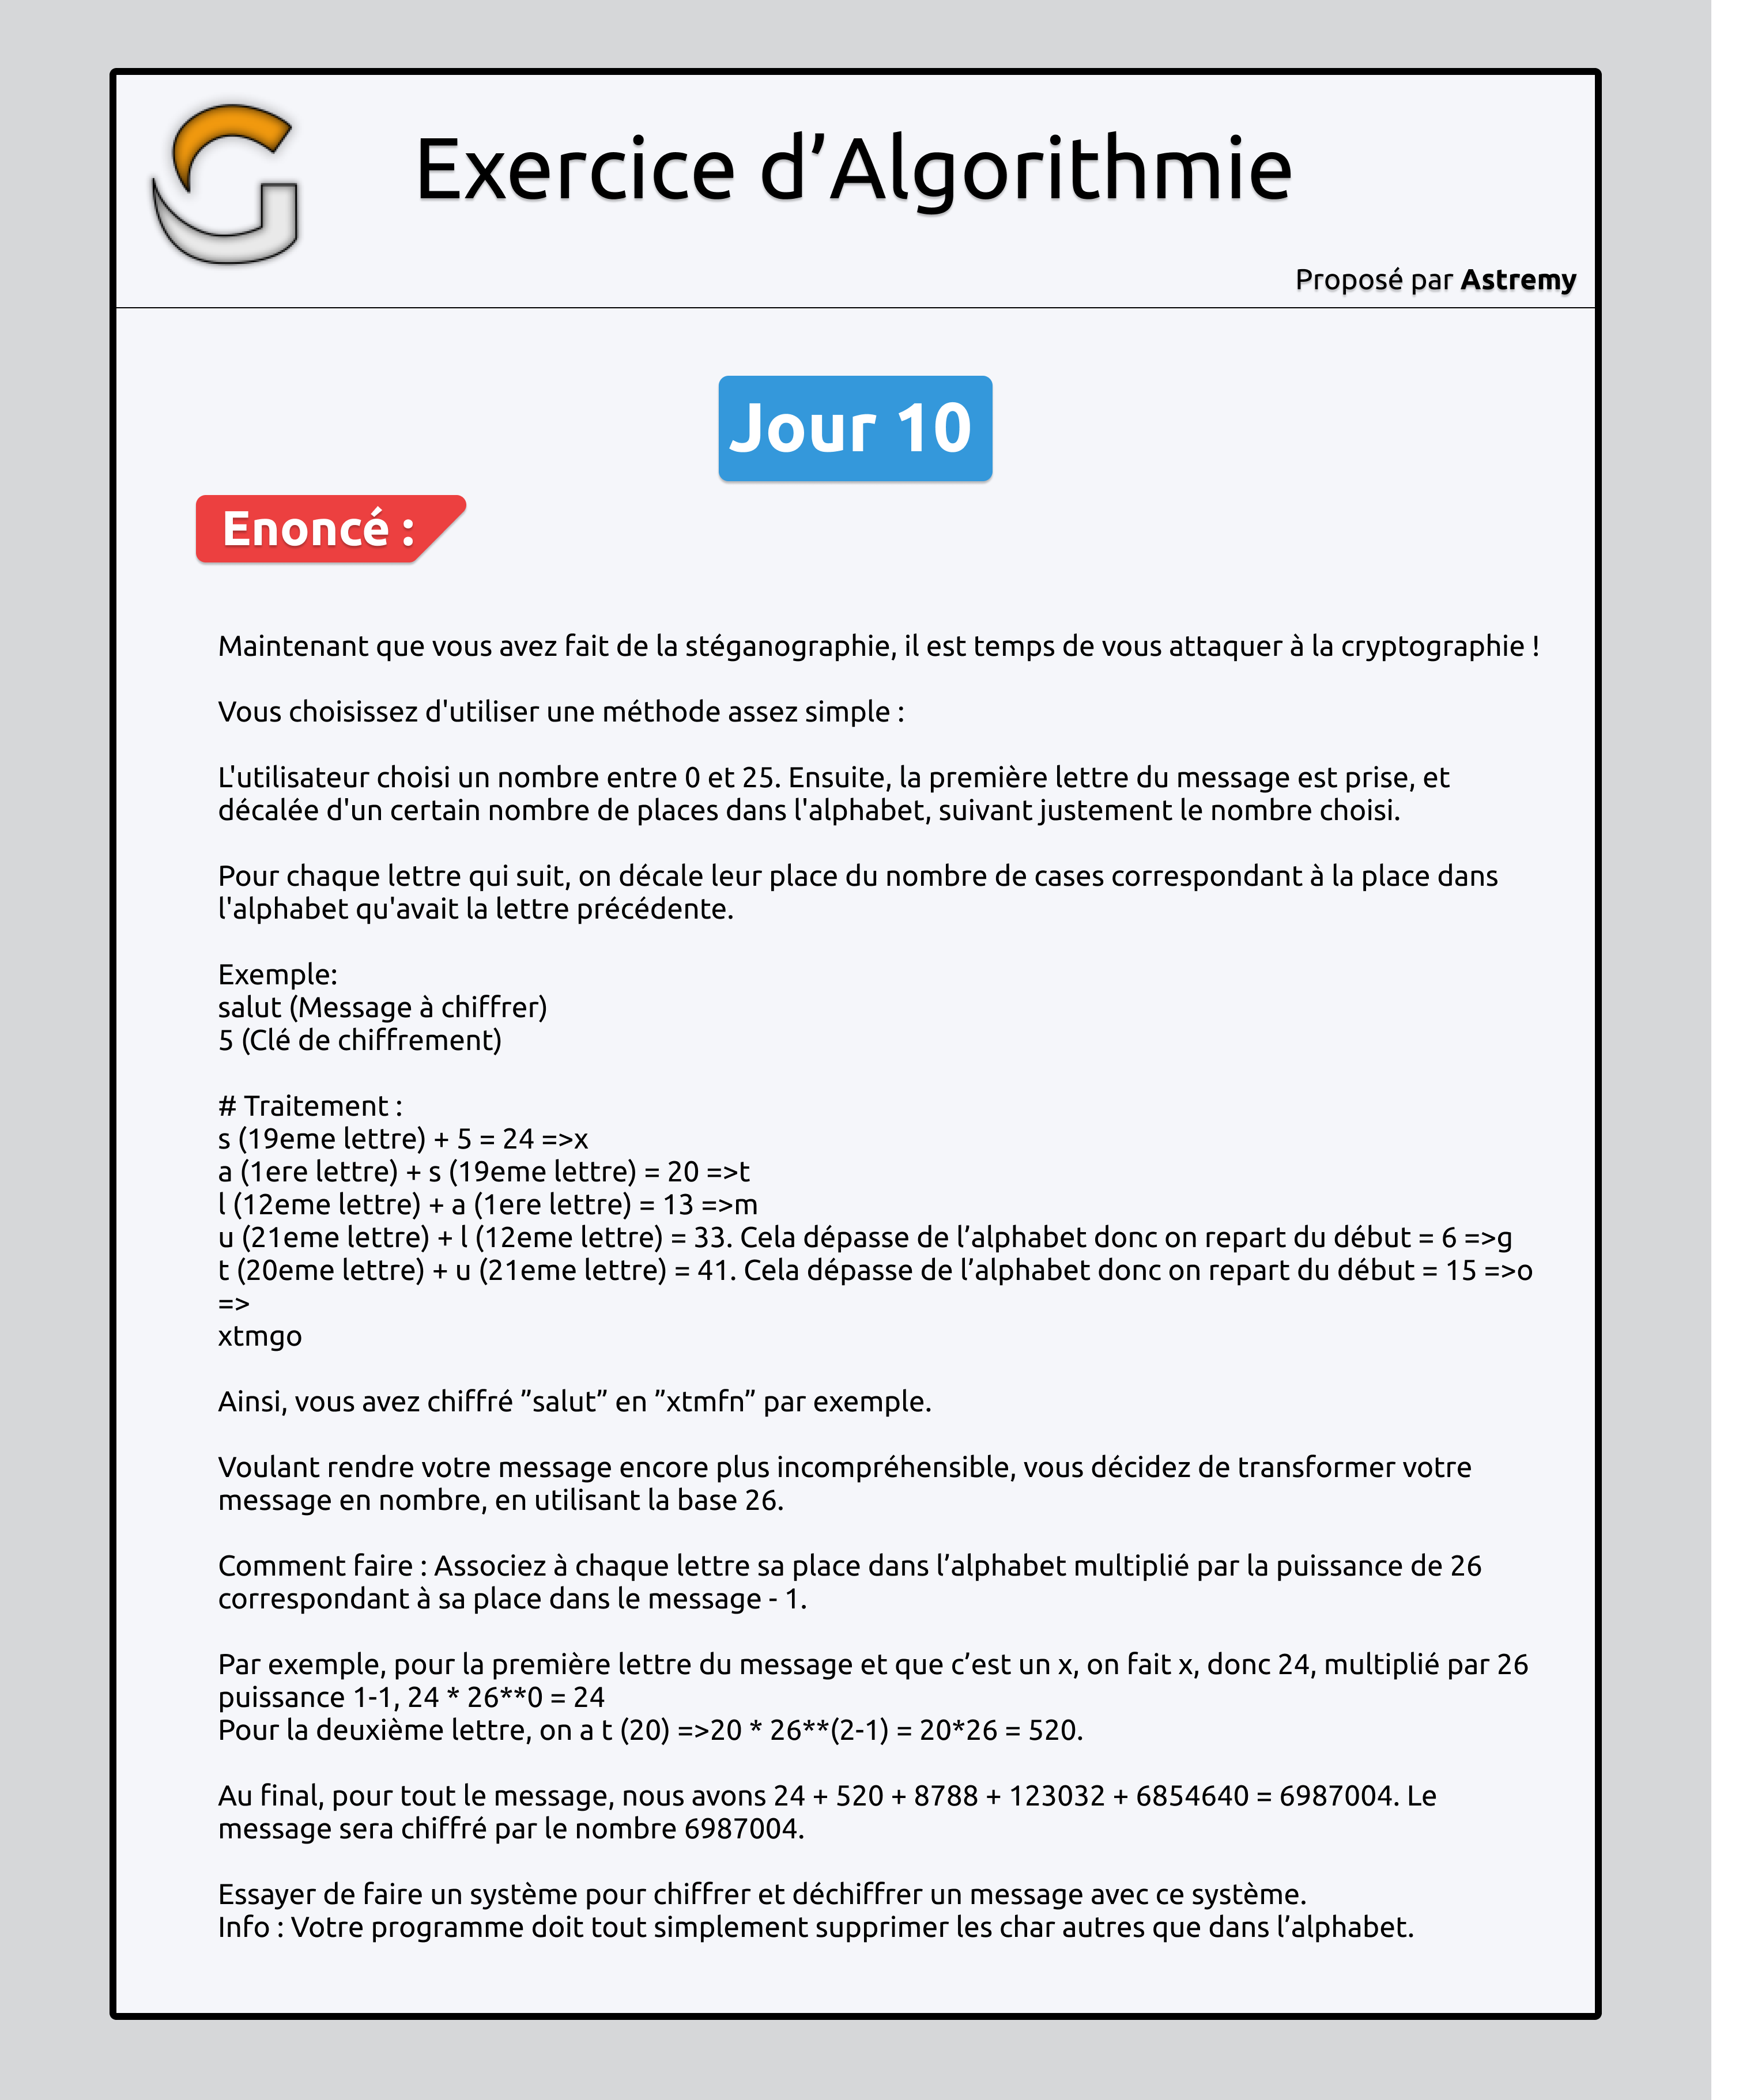 Exercice d’Algorithmie
Proposé par Astremy
Jour 10
Enoncé :
Maintenant que vous avez fait de la stéganographie, il est temps de vous attaquer à la cryptographie !
Vous choisissez d'utiliser une méthode assez simple :
L'utilisateur choisi un nombre entre 0 et 25. Ensuite, la première lettre du message est prise, et
décalée d'un certain nombre de places dans l'alphabet, suivant justement le nombre choisi.
Pour chaque lettre qui suit, on décale leur place du nombre de cases correspondant à la place dans
l'alphabet qu'avait la lettre précédente.
Exemple:
salut (Message à chiffrer)
5 (Clé de chiffrement)
# Traitement :
s (19eme lettre) + 5 = 24 =>x
a (1ere lettre) + s (19eme lettre) = 20 =>t
l (12eme lettre) + a (1ere lettre) = 13 =>m
u (21eme lettre) + l (12eme lettre) = 33. Cela dépasse de l’alphabet donc on repart du début = 6 =>g
t (20eme lettre) + u (21eme lettre) = 41. Cela dépasse de l’alphabet donc on repart du début = 15 =>o
=>
xtmgo
Ainsi, vous avez chiffré ”salut” en ”xtmfn” par exemple.
Voulant rendre votre message encore plus incompréhensible, vous décidez de transformer votre
message en nombre, en utilisant la base 26.
Comment faire : Associez à chaque lettre sa place dans l’alphabet multiplié par la puissance de 26
correspondant à sa place dans le message - 1.
Par exemple, pour la première lettre du message et que c’est un x, on fait x, donc 24, multiplié par 26
puissance 1-1, 24 * 26**0 = 24
Pour la deuxième lettre, on a t (20) =>20 * 26**(2-1) = 20*26 = 520.
Au final, pour tout le message, nous avons 24 + 520 + 8788 + 123032 + 6854640 = 6987004. Le
message sera chiffré par le nombre 6987004.
Essayer de faire un système pour chiffrer et déchiffrer un message avec ce système.
Info : Votre programme doit tout simplement supprimer les char autres que dans l’alphabet.